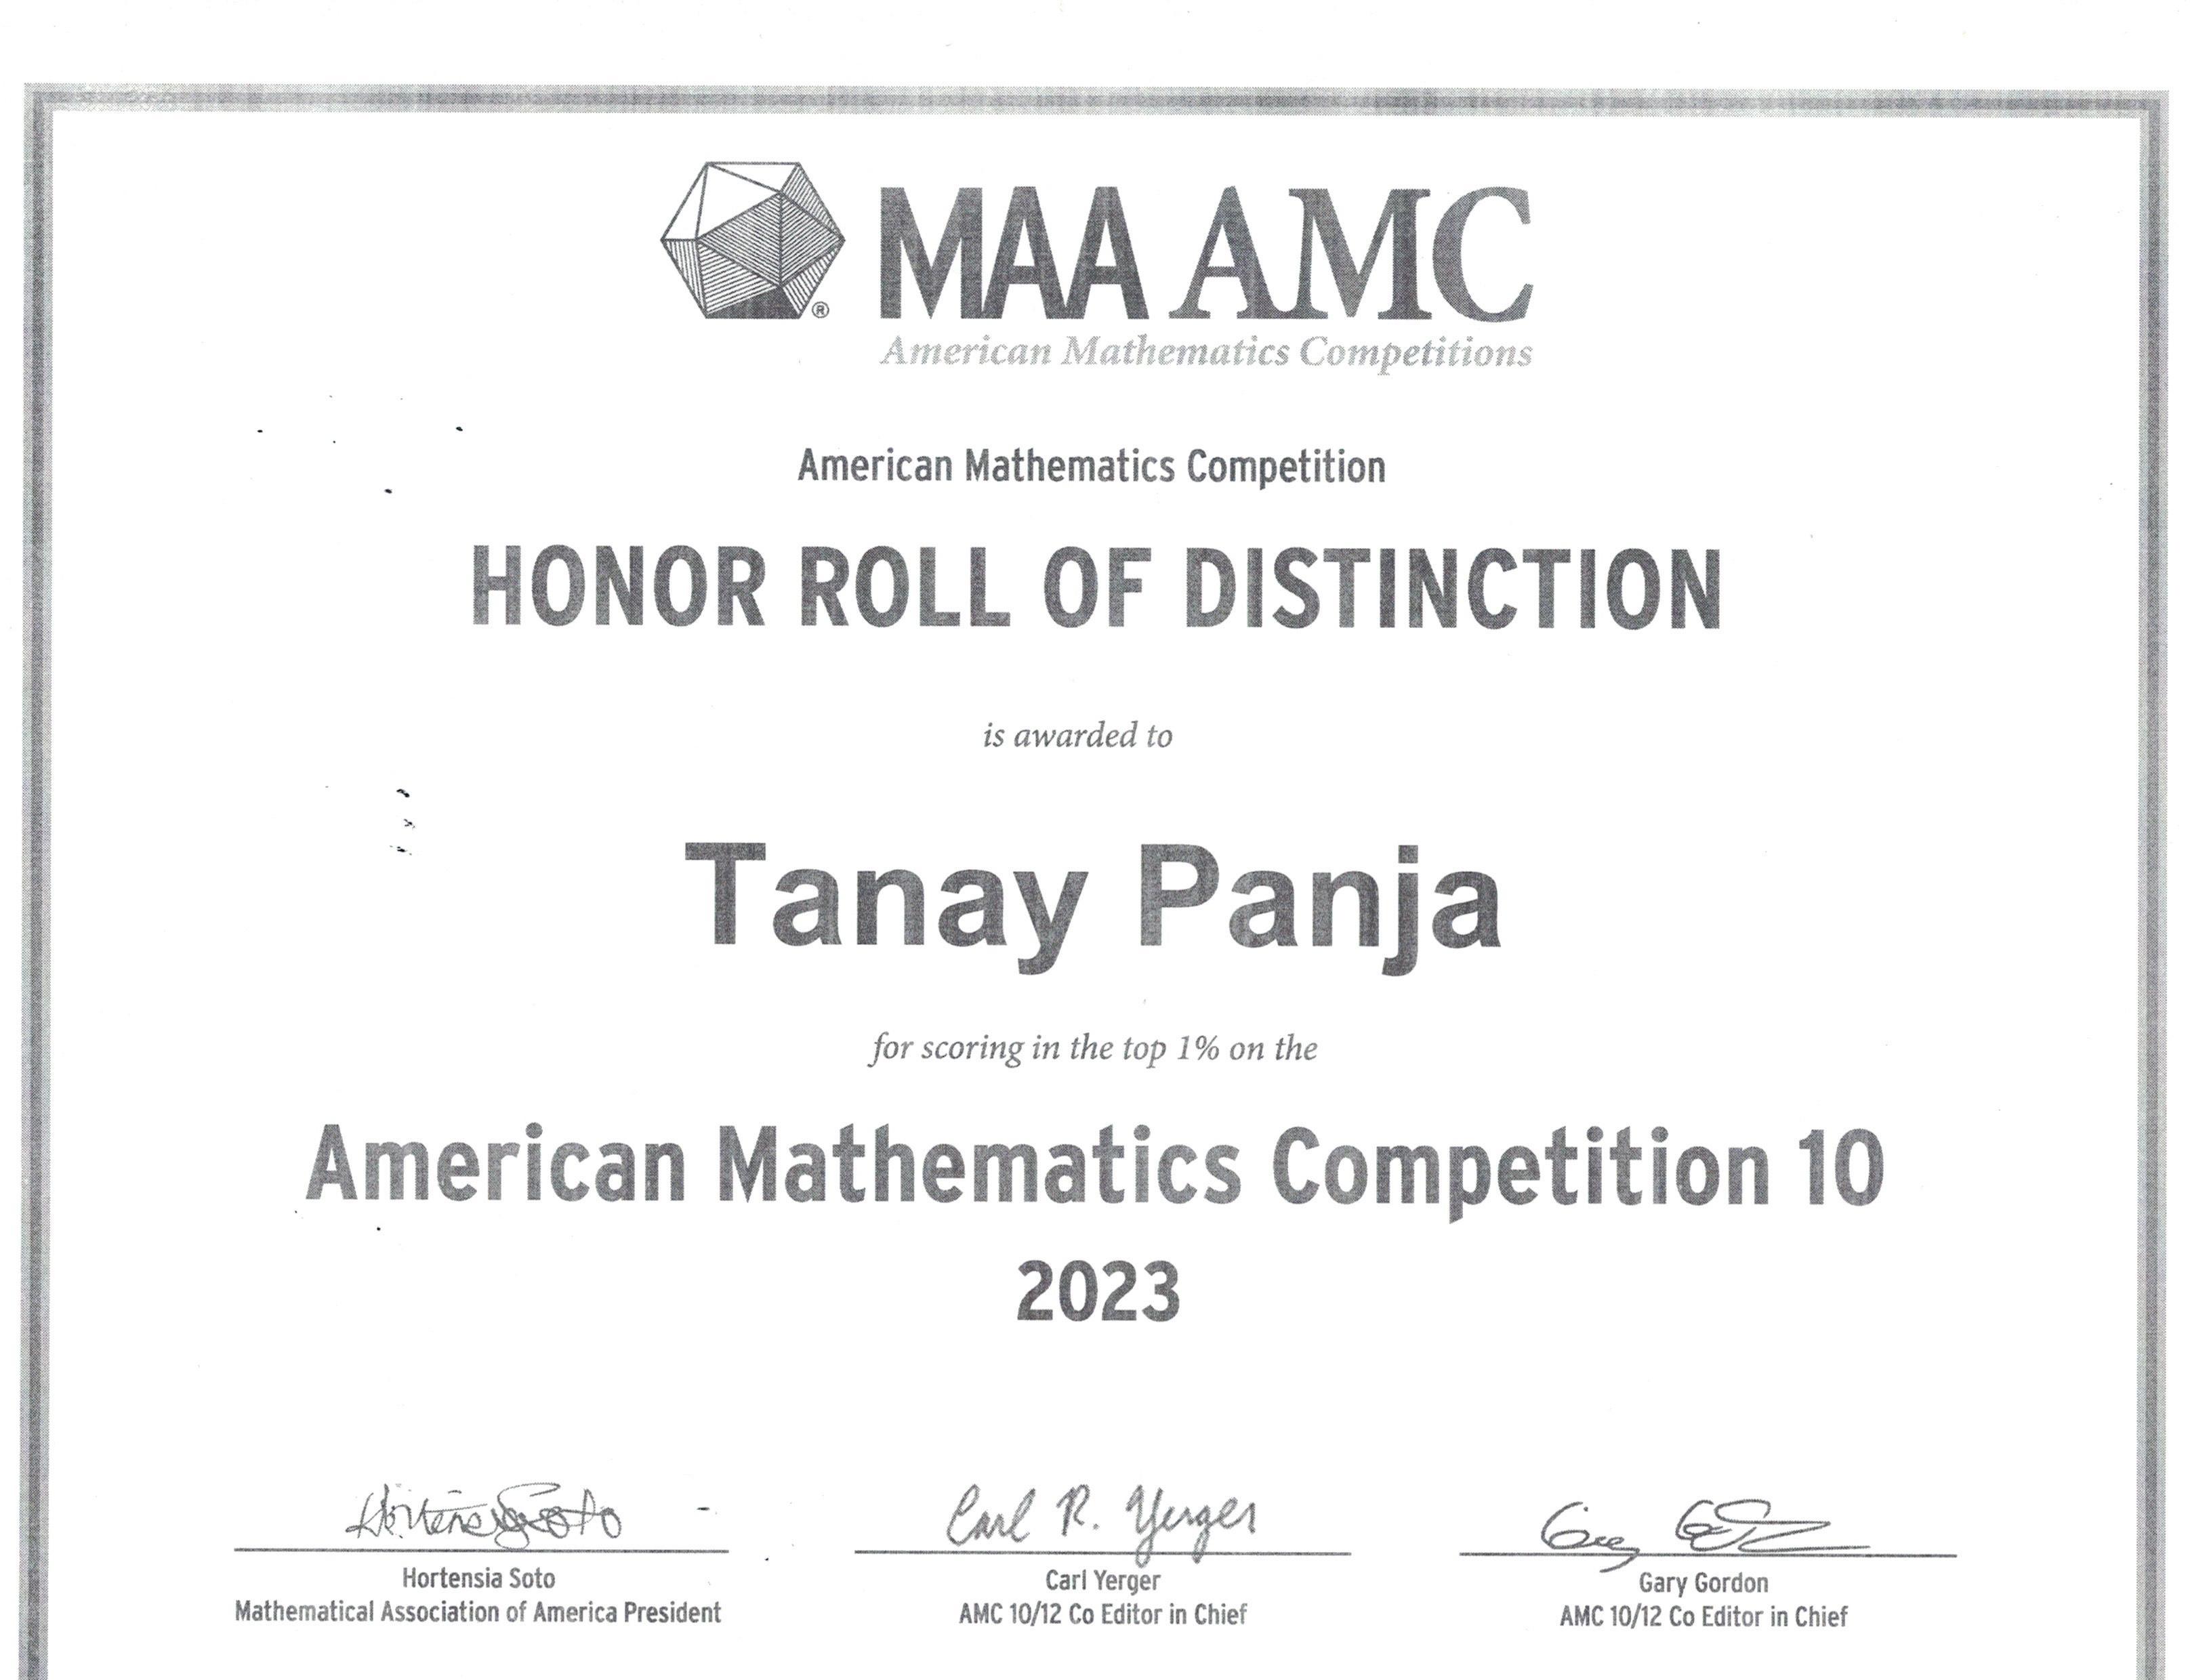 MAA AMC
®
American Mathematics Competitions
American Mathematics Competition
HONOR ROLL OF DISTINCTION
is awarded to
Tanay Panja
for scoring in the top 1% on the
American Mathematics Competition 10
2023
Hortensia Soto
Carl R. Yerger
Gary Gordon
Hortensia Soto
Mathematical Association of America President
Carl Yerger
AMC 10/12 Co Editor in Chief
Gary Gordon
AMC 10/12 Co Editor in Chief